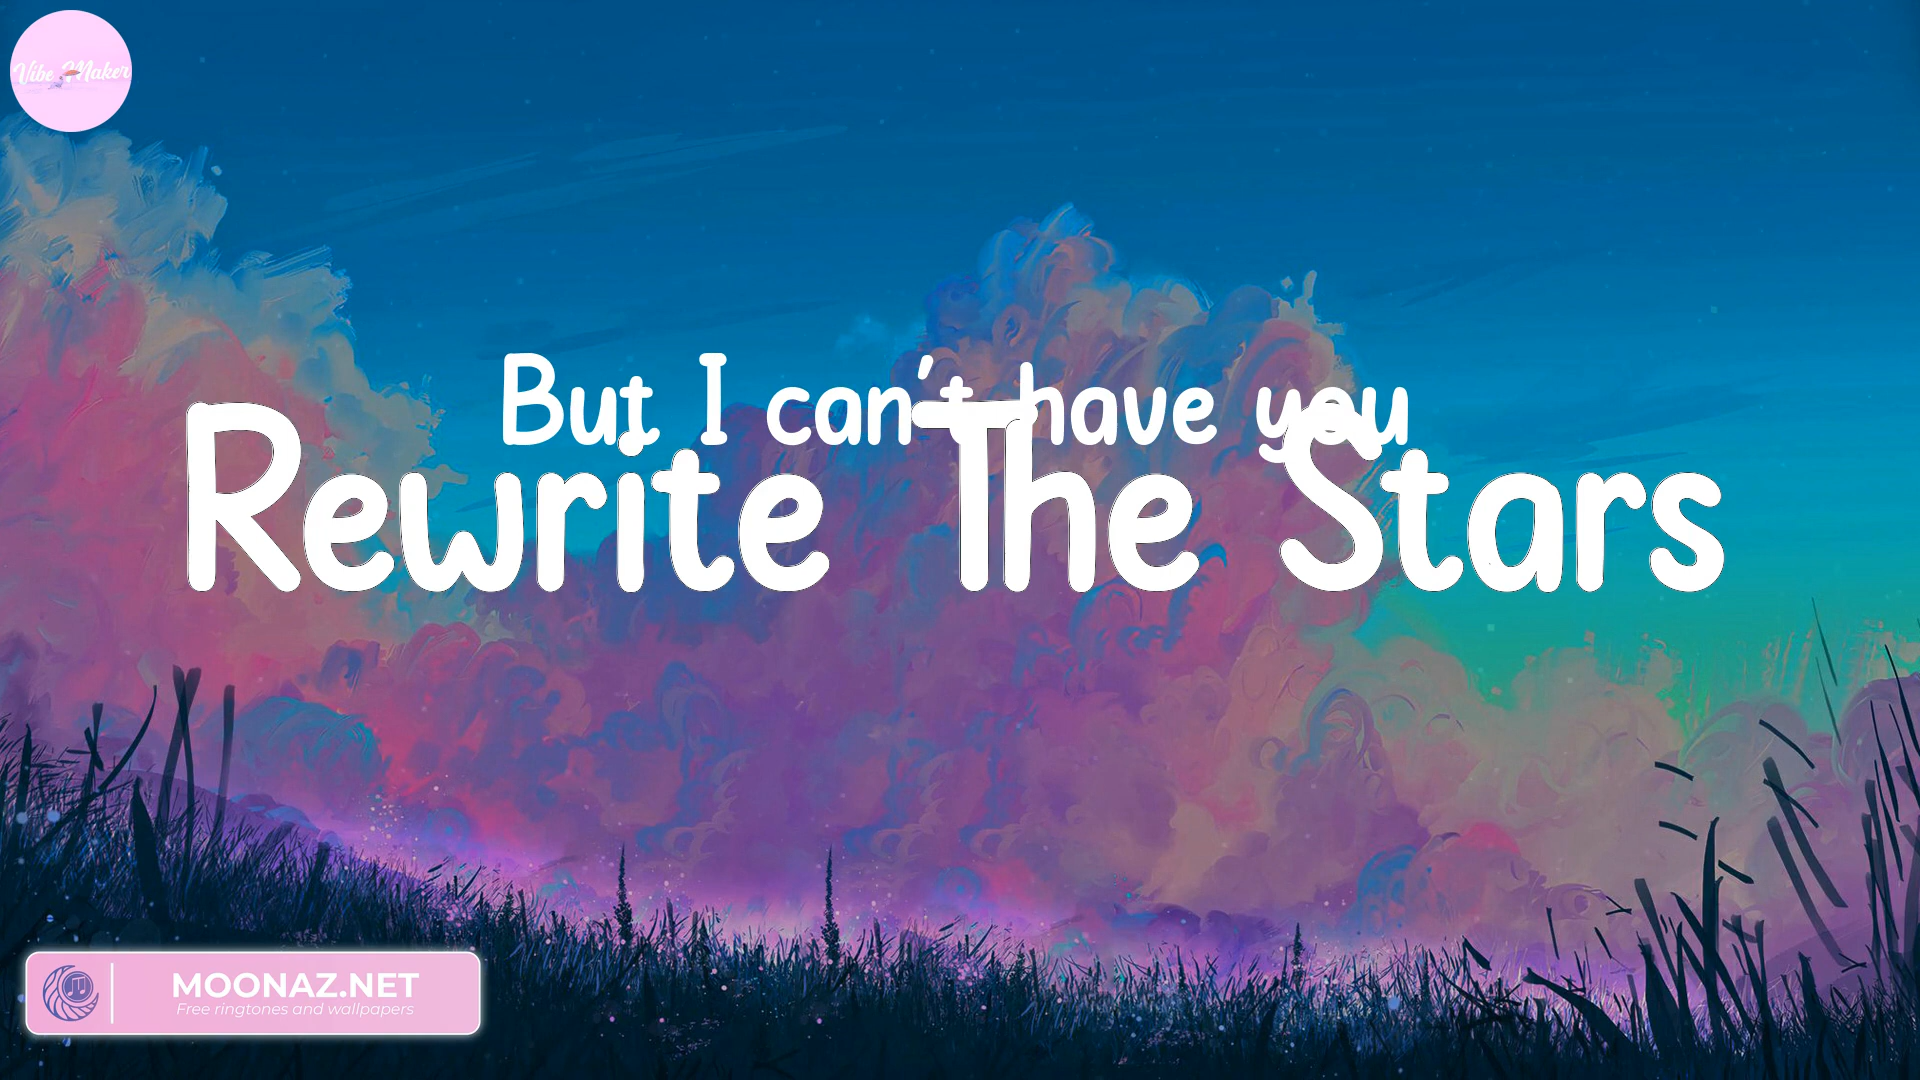 Vibe Maker
But I can't have you
Rewrite The Stars
MOONAZ.NET
Free ringtones and wallpapers